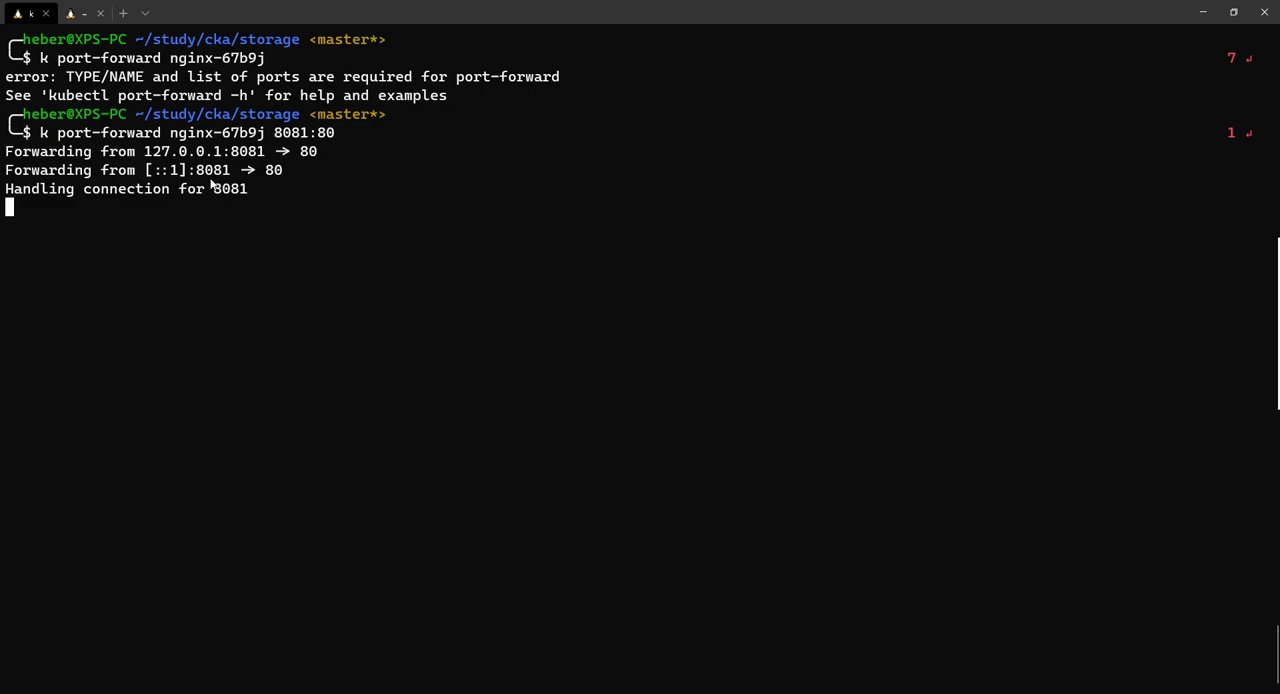 k
~
heber@XPS-PC ~/study/cka/storage <master*>
$ k port-forward nginx-67b9j 7 ↲
error: TYPE/NAME and list of ports are required for port-forward
See 'kubectl port-forward -h' for help and examples
heber@XPS-PC ~/study/cka/storage <master*>
$ k port-forward nginx-67b9j 8081:80 1 ↲
Forwarding from 127.0.0.1:8081 -> 80
Forwarding from [::1]:8081 -> 80
Handling connection for 8081